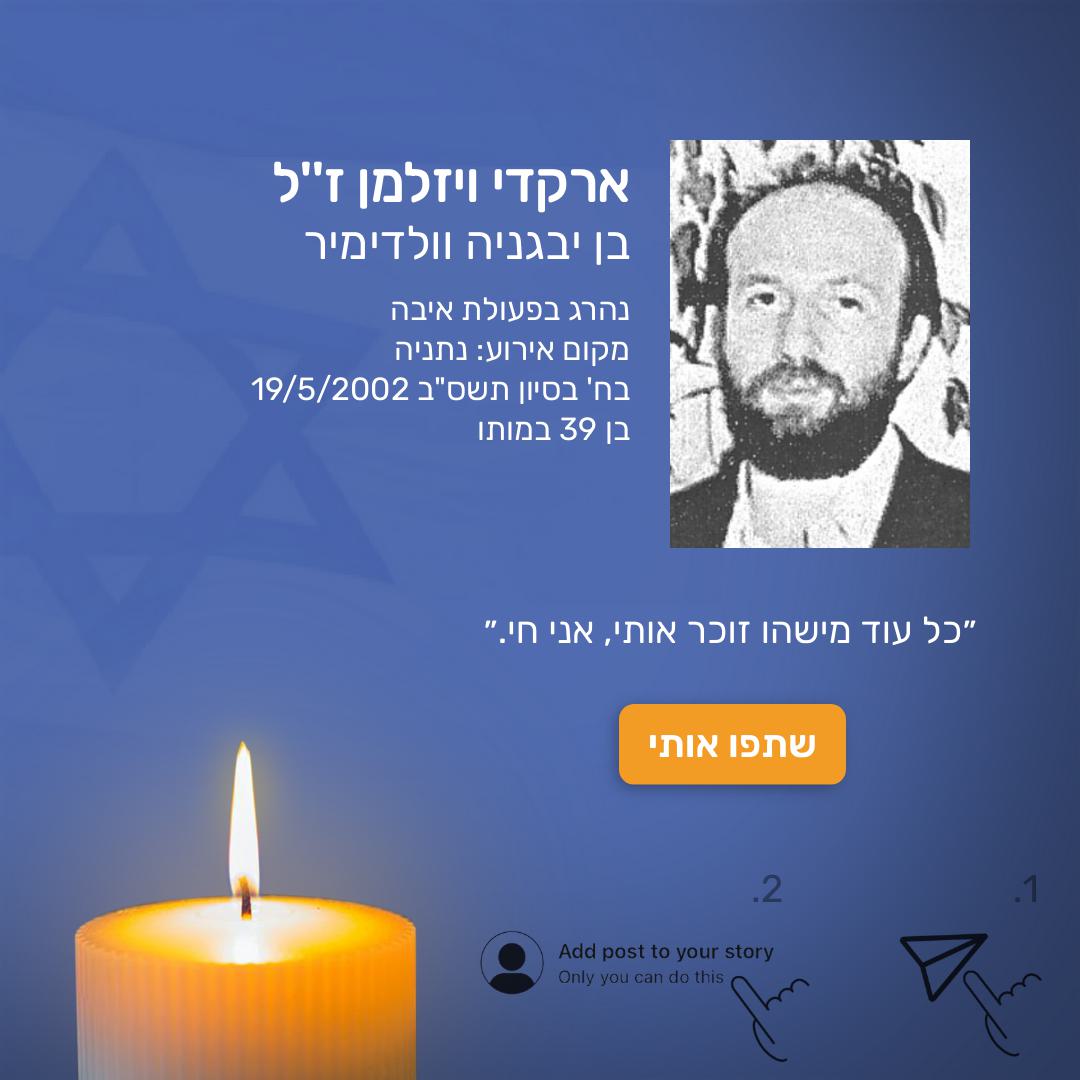 ארקדי ויזלמן ז"ל
בן יבגניה וולדימיר
נהרג בפעולת איבה
מקום אירוע: נתניה
בח' בסיון תשס"ב 19/5/2002
בן 39 במותו
״כל עוד מישהו זוכר אותי, אני חי.״
שתפו אותי
1.
2.
Add post to your story
Only you can do this